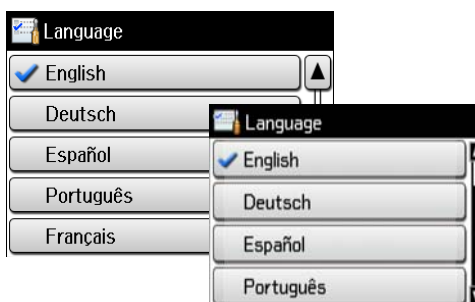 Language
English
Deutsch
Español
Português
Français
Language
English
Deutsch
Español
Português